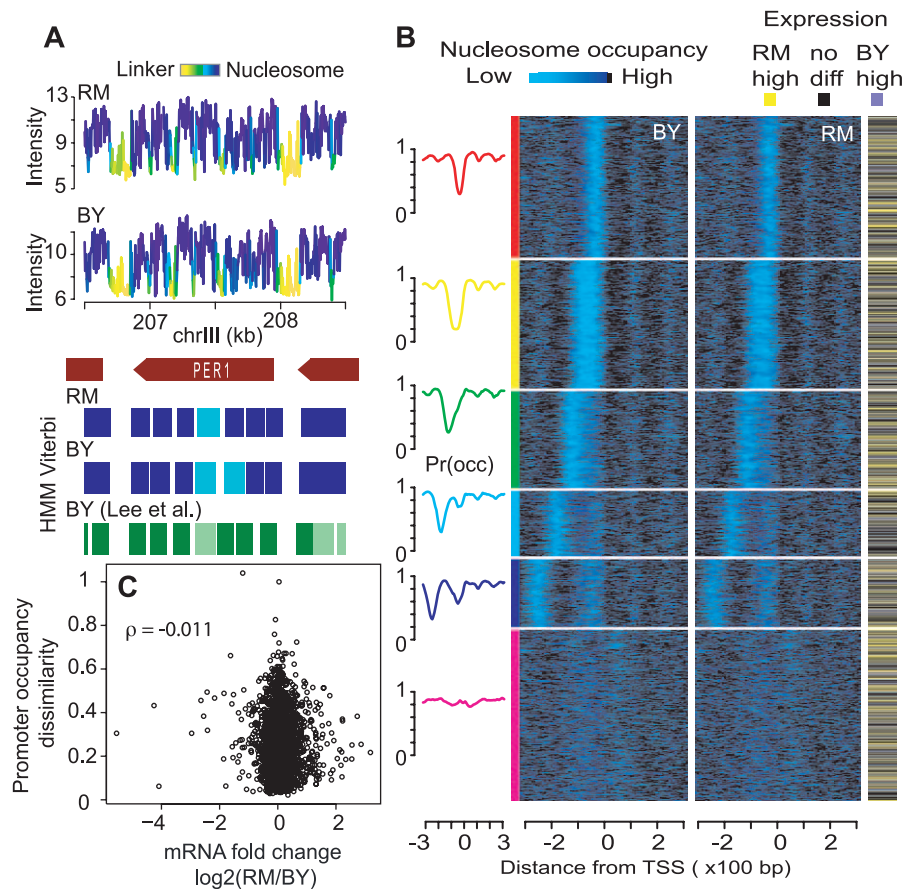 A
Linker Nucleosome
RM
Intensity
13
9
5
BY
Intensity
10
6
207 208
chrIII (kb)
PER1
HMM Viterbi
RM
BY
BY (Lee et al.)
B
Nucleosome occupancy
Low High
Expression
RM high
no diff
BY high
BY RM
1
0
1
0
1
0
Pr(occ)
1
0
1
0
1
0
-3 0 3
-2 0 2
-2 0 2
Distance from TSS ( x100 bp)
C
ρ = -0.011
Promoter occupancy dissimilarity
1
0.8
0.6
0.4
0.2
0
−4 −2 0 2
mRNA fold change
log2(RM/BY)